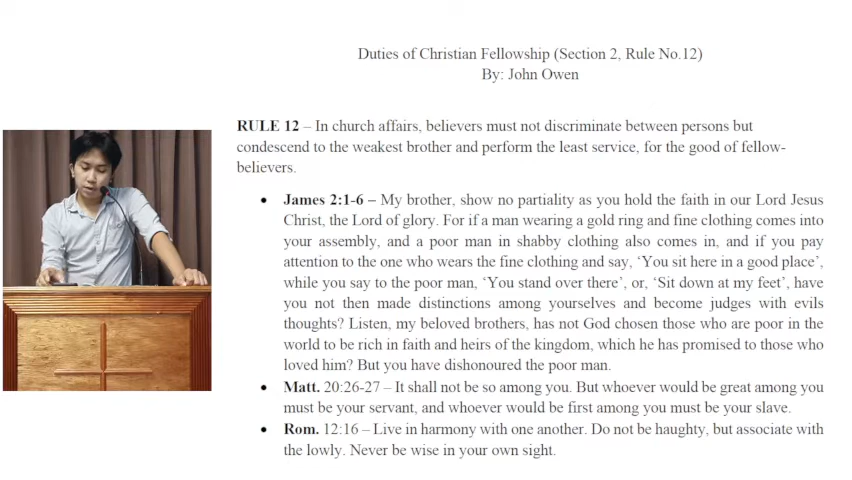 Duties of Christian Fellowship (Section 2, Rule No.12)
By: John Owen
RULE 12 – In church affairs, believers must not discriminate between persons but
condescend to the weakest brother and perform the least service, for the good of fellow-
believers.
• James 2:1-6 – My brother, show no partiality as you hold the faith in our Lord Jesus
Christ, the Lord of glory. For if a man wearing a gold ring and fine clothing comes into
your assembly, and a poor man in shabby clothing also comes in, and if you pay
attention to the one who wears the fine clothing and say, ‘You sit here in a good place’,
while you say to the poor man, ‘You stand over there’, or, ‘Sit down at my feet’, have
you not then made distinctions among yourselves and become judges with evils
thoughts? Listen, my beloved brothers, has not God chosen those who are poor in the
world to be rich in faith and heirs of the kingdom, which he has promised to those who
loved him? But you have dishonoured the poor man.
• Matt. 20:26-27 – It shall not be so among you. But whoever would be great among you
must be your servant, and whoever would be first among you must be your slave.
• Rom. 12:16 – Live in harmony with one another. Do not be haughty, but associate with
the lowly. Never be wise in your own sight.